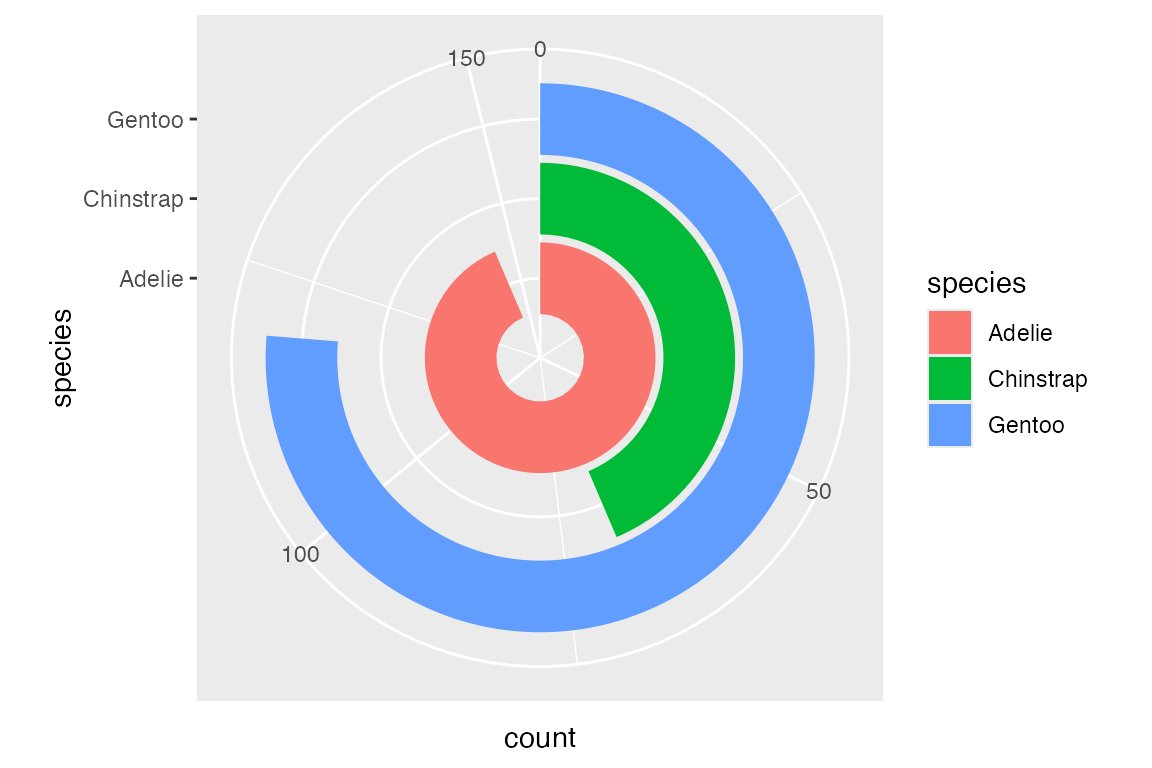 150
0
Gentoo
Chinstrap
Adelie
50
100
species
count
species
Adelie
Chinstrap
Gentoo